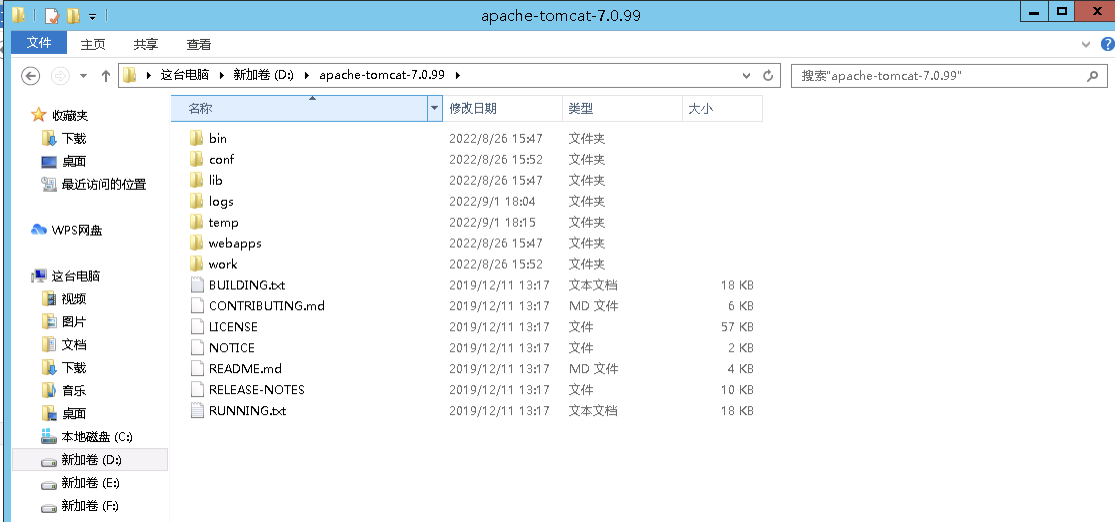 apache-tomcat-7.0.99
文件 主页 共享 查看
这台电脑 新加卷 (D:) apache-tomcat-7.0.99
搜索"apache-tomcat-7.0.99"
收藏夹
下载
桌面
最近访问的位置
WPS网盘
这台电脑
视频
图片
文档
下载
音乐
桌面
本地磁盘 (C:)
新加卷 (D:)
新加卷 (E:)
新加卷 (F:)
名称 修改日期 类型 大小
bin 2022/8/26 15:47 文件夹
conf 2022/8/26 15:52 文件夹
lib 2022/8/26 15:47 文件夹
logs 2022/9/1 18:04 文件夹
temp 2022/9/1 18:15 文件夹
webapps 2022/8/26 15:47 文件夹
work 2022/8/26 15:52 文件夹
BUILDING.txt 2019/12/11 13:17 文本文档 18 KB
CONTRIBUTING.md 2019/12/11 13:17 MD 文件 6 KB
LICENSE 2019/12/11 13:17 文件 57 KB
NOTICE 2019/12/11 13:17 文件 2 KB
README.md 2019/12/11 13:17 MD 文件 4 KB
RELEASE-NOTES 2019/12/11 13:17 文件 10 KB
RUNNING.txt 2019/12/11 13:17 文本文档 18 KB